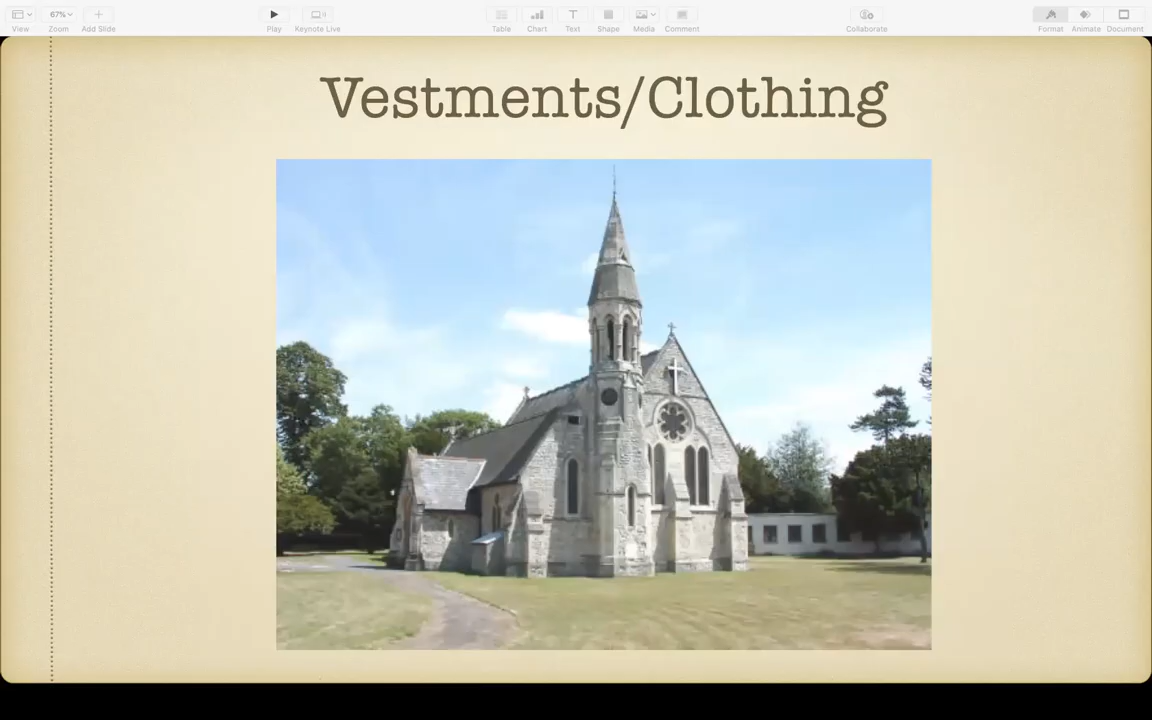 View
67%
Zoom
Add Slide
Play
Keynote Live
Table
Chart
Text
Shape
Media
Comment
Collaborate
Format
Animate
Document
Vestments/Clothing